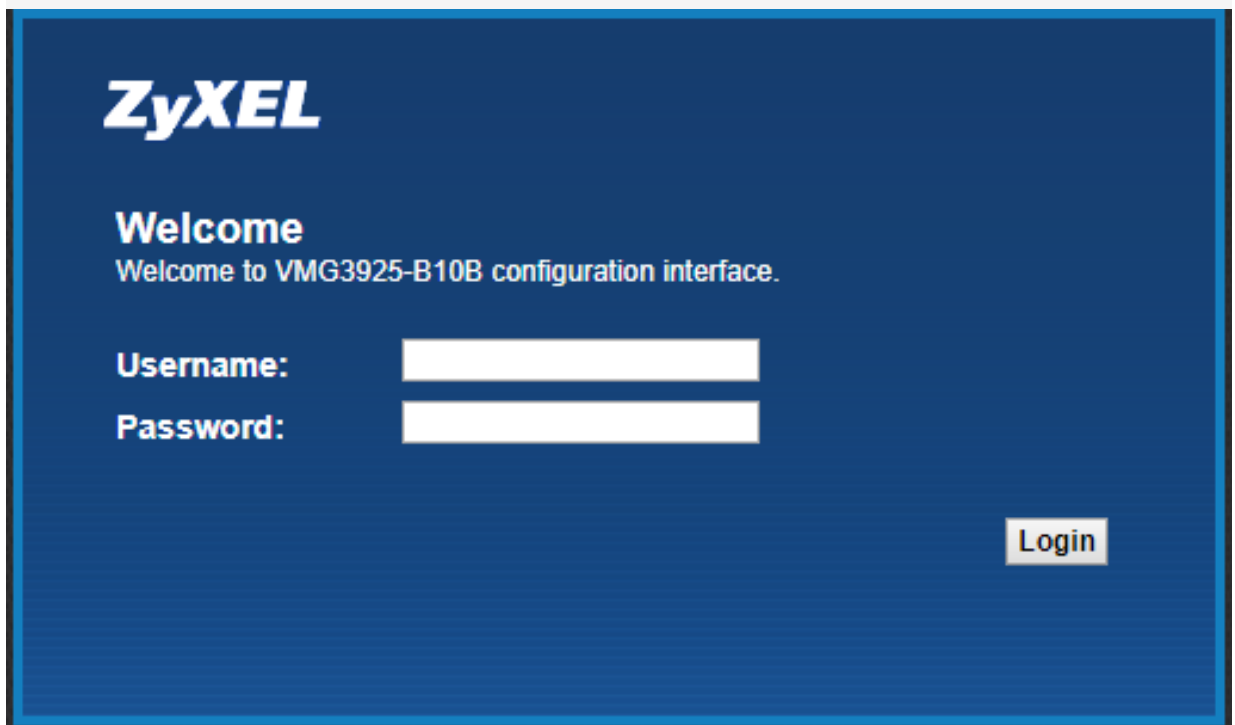 ZyXEL
Welcome
Welcome to VMG3925-B10B configuration interface.
Username:
Password:
Login